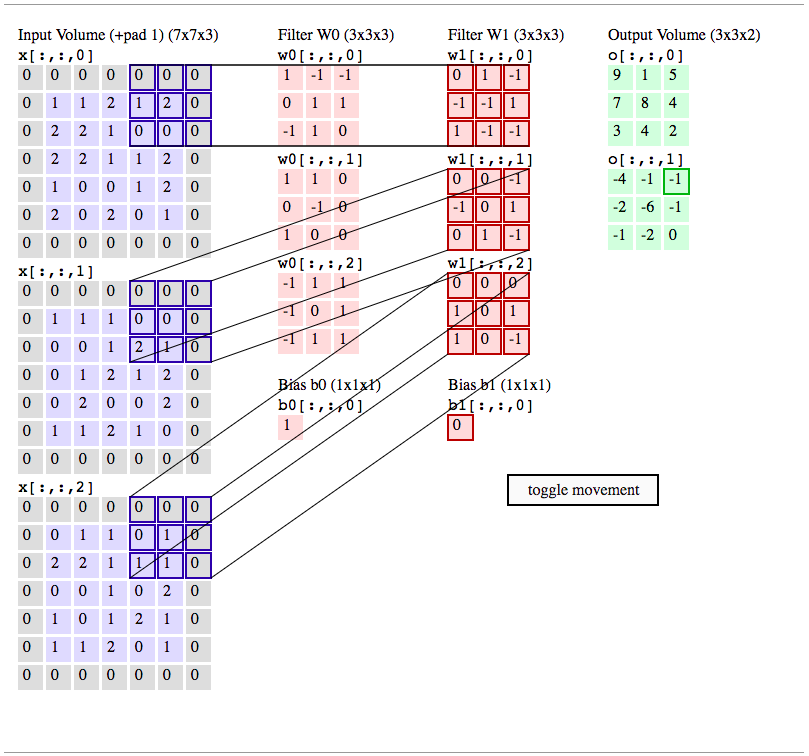 Input Volume (+pad 1) (7x7x3)
x[:,:,0]
0 0 0 0 0 0 0
0 1 1 2 1 2 0
0 2 2 1 0 0 0
0 2 2 1 1 2 0
0 1 0 0 1 2 0
0 2 0 2 0 1 0
0 0 0 0 0 0 0
x[:,:,1]
0 0 0 0 0 0 0
0 1 1 1 0 0 0
0 0 0 1 2 1 0
0 0 1 2 1 2 0
0 0 2 0 0 2 0
0 1 1 2 1 0 0
0 0 0 0 0 0 0
x[:,:,2]
0 0 0 0 0 0 0
0 0 1 1 0 1 0
0 2 2 1 1 1 0
0 0 0 1 0 2 0
0 1 0 1 2 1 0
0 1 1 2 0 1 0
0 0 0 0 0 0 0
Filter W0 (3x3x3)
w0[:,:,0]
1 -1 -1
0 1 1
-1 1 0
w0[:,:,1]
1 1 0
0 -1 0
1 0 0
w0[:,:,2]
-1 1 1
-1 0 1
-1 1 1
Bias b0 (1x1x1)
b0[:,:,0]
1
Filter W1 (3x3x3)
w1[:,:,0]
0 1 -1
-1 -1 1
1 -1 -1
w1[:,:,1]
0 0 -1
-1 0 1
0 1 -1
w1[:,:,2]
0 0 0
1 0 1
1 0 -1
Bias b1 (1x1x1)
b1[:,:,0]
0
Output Volume (3x3x2)
o[:,:,0]
9 1 5
7 8 4
3 4 2
o[:,:,1]
-4 -1 -1
-2 -6 -1
-1 -2 0
toggle movement